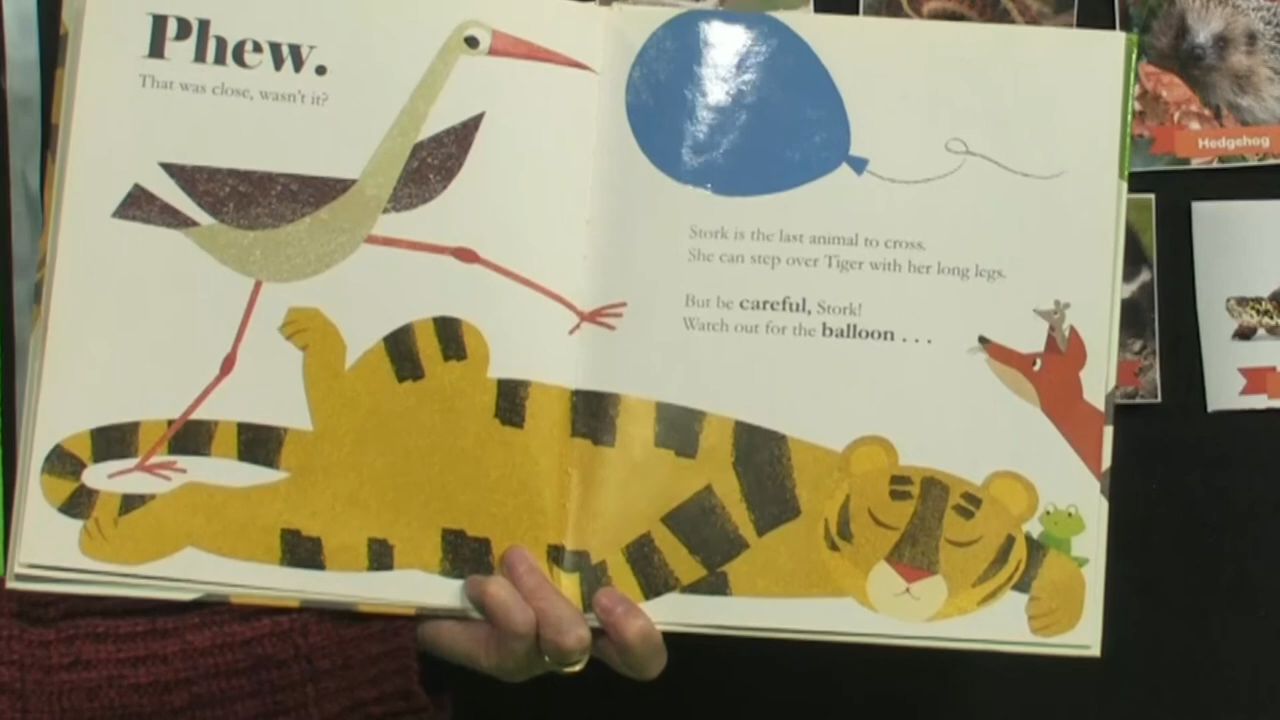 Phew.
That was close, wasn't it?
Stork is the last animal to cross.
She can step over Tiger with her long legs.
But be careful, Stork!
Watch out for the balloon . . .
Hedgehog